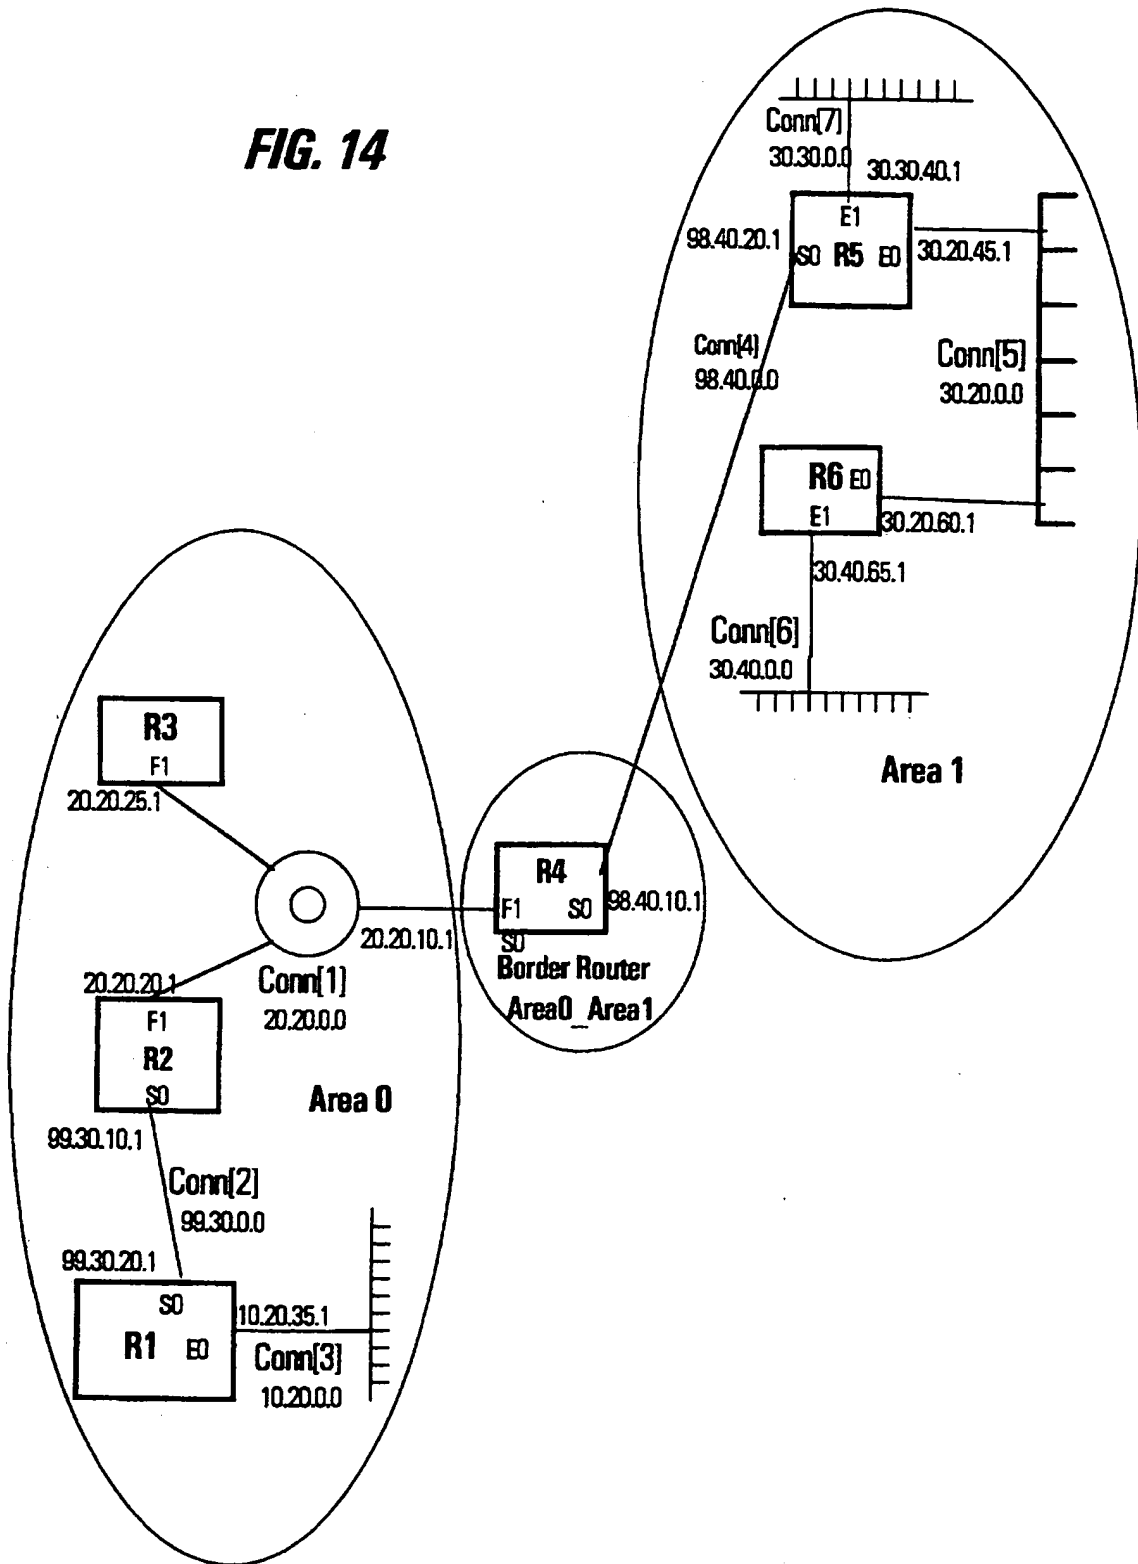 FIG. 14
Conn[7]
30.30.0.0
30.30.40.1
E1
98.40.20.1
S0 R5 E0
30.20.45.1
Conn[4]
98.40.0.0
Conn[5]
30.20.0.0
R6 E0
E1
30.20.60.1
30.40.65.1
Conn[6]
30.40.0.0
Area 1
R3
F1
20.20.25.1
R4
F1 S0
98.40.10.1
S0
20.20.10.1
Border Router
Area0_Area1
Conn[1]
20.20.0.0
20.20.20.1
F1
R2
S0
Area 0
99.30.10.1
Conn[2]
99.30.0.0
99.30.20.1
S0
R1 E0
10.20.35.1
Conn[3]
10.20.0.0